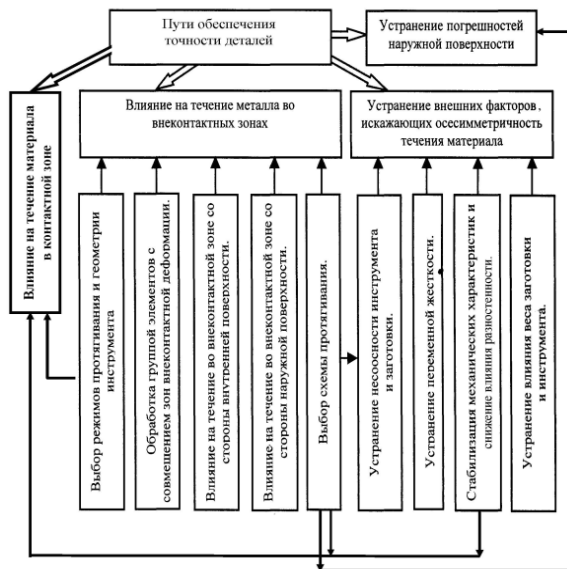 Пути обеспечения
точности деталей
Устранение погрешностей
наружной поверхности
Влияние на течение материала
в контактной зоне
Влияние на течение металла во
внеконтактных зонах
Устранение внешних факторов,
искажающих осесимметричность
течения материала
Выбор режимов протягивания и геометрии
инструмента
Обработка группой элементов с
совмещением зон внеконтактной деформации.
Влияние на течение во внеконтактной зоне со
стороны внутренней поверхности.
Влияние на течение во внеконтактной зоне со
стороны наружной поверхности.
Выбор схемы протягивания.
Устранение несоосности инструмента
и заготовки.
Устранение переменной жесткости.
Стабилизация механических характеристик и
снижение влияния разностенности.
Устранение влияния веса заготовки
и инструмента.